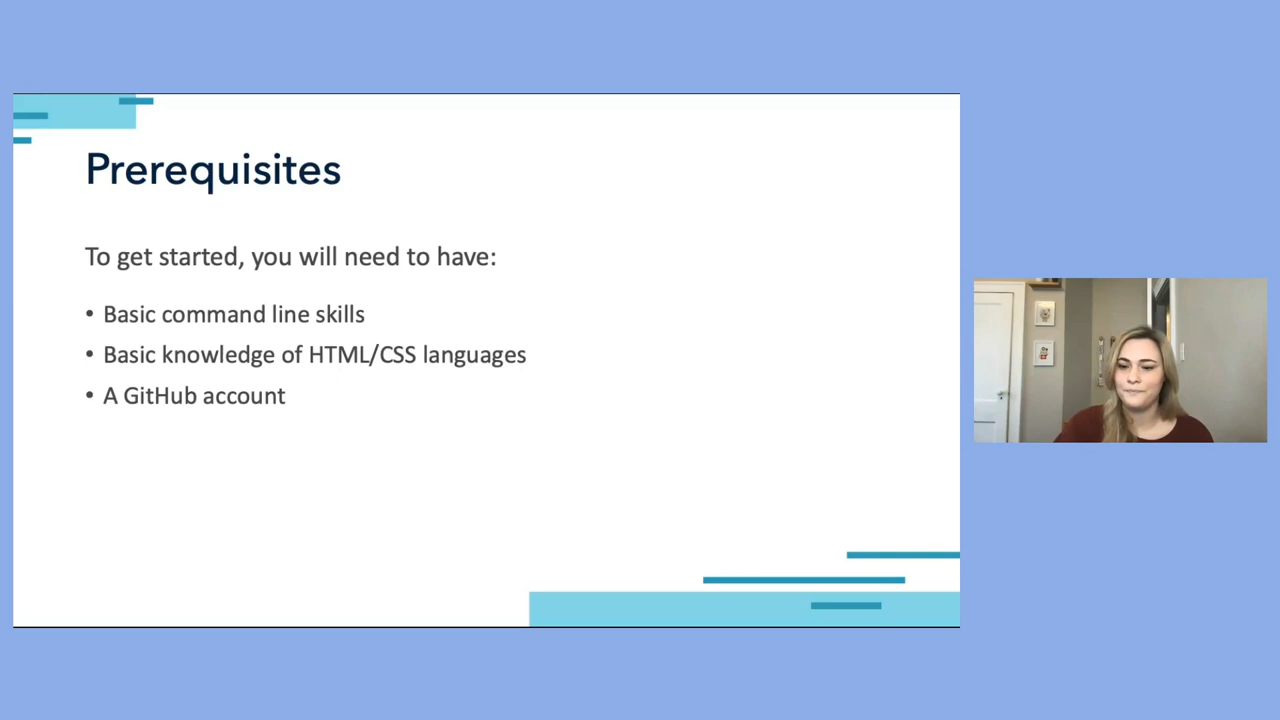 Prerequisites
To get started, you will need to have:
• Basic command line skills
• Basic knowledge of HTML/CSS languages
• A GitHub account